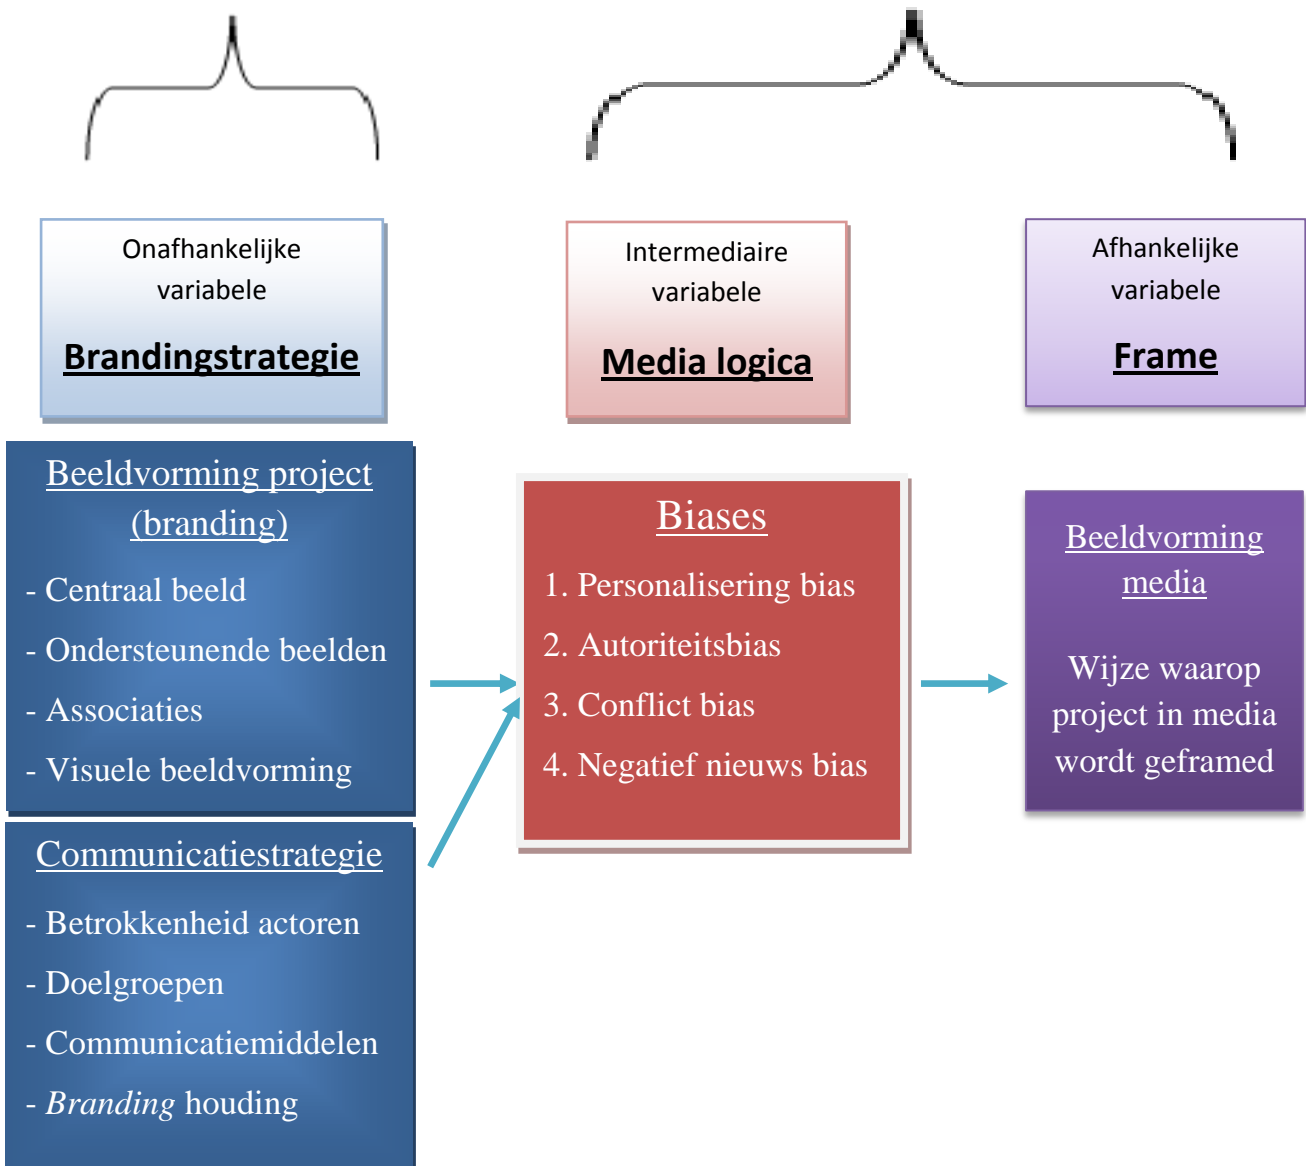 Onafhankelijke
variabele
Brandingstrategie
Intermediaire
variabele
Media logica
Afhankelijke
variabele
Frame
Beeldvorming project
(branding)
- Centraal beeld
- Ondersteunende beelden
- Associaties
- Visuele beeldvorming
Communicatiestrategie
- Betrokkenheid actoren
- Doelgroepen
- Communicatiemiddelen
- Branding houding
Biases
1. Personalisering bias
2. Autoriteitsbias
3. Conflict bias
4. Negatief nieuws bias
Beeldvorming
media
Wijze waarop
project in media
wordt geframed